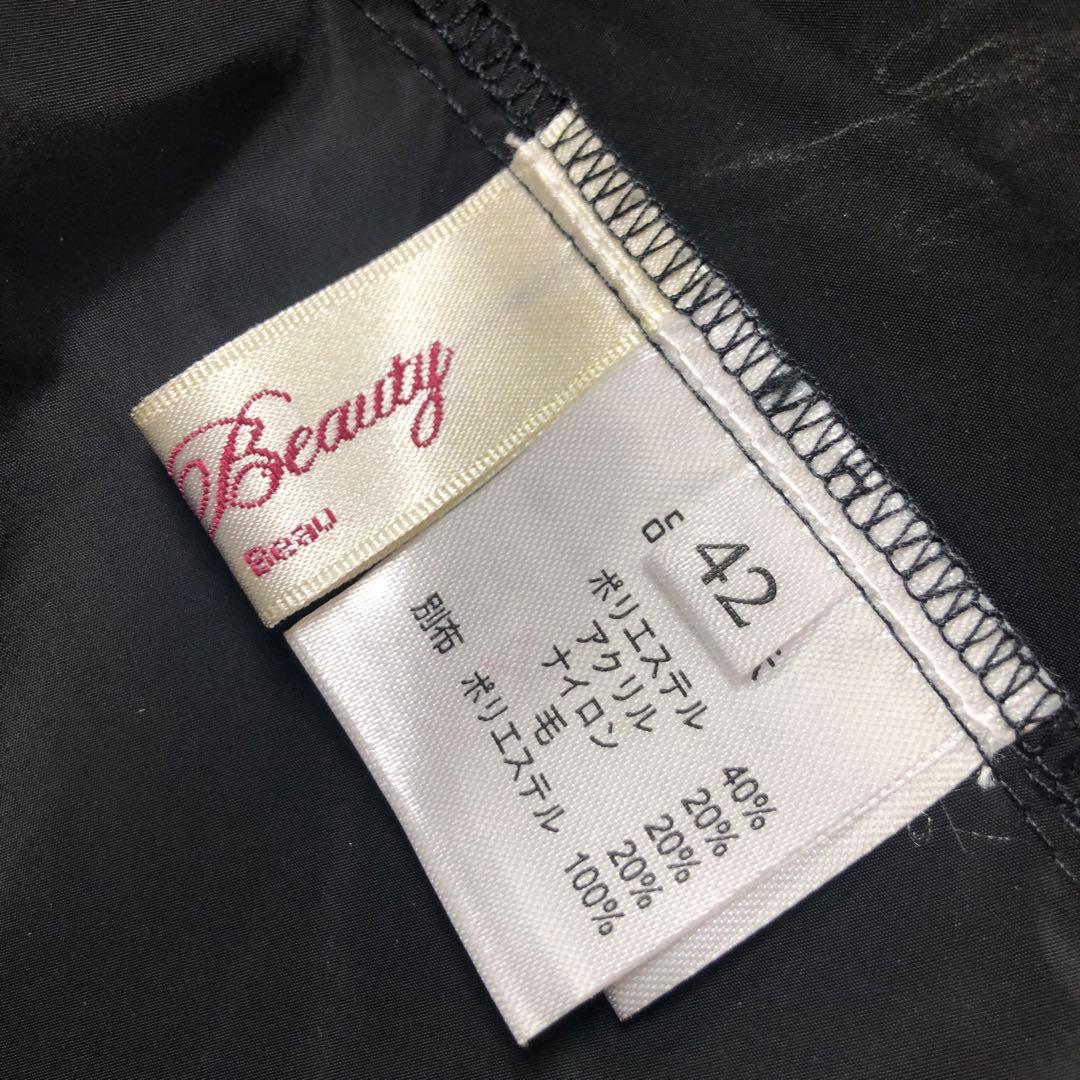 Beauty
Beau
42
ポリエステル 40%
アクリル 20%
ナイロン 20%
毛 20%
別布 ポリエステル 100%